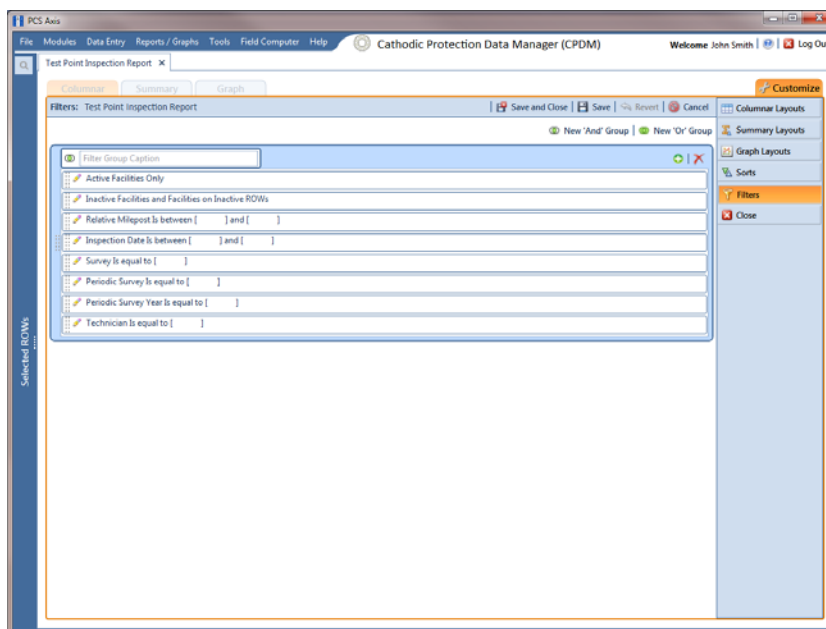 PCS Axis
File Modules Data Entry Reports / Graphs Tools Field Computer Help
Cathodic Protection Data Manager (CPDM)
Welcome John Smith Log Ou
Test Point Inspection Report X
Columnar Summary Graph
Customize
Filters: Test Point Inspection Report
Save and Close Save Revert Cancel
New 'And' Group New 'Or' Group
Filter Group Caption
Active Facilities Only
Inactive Facilities and Facilities on Inactive ROWs
Relative Milepost Is between [ ] and [ ]
Inspection Date Is between [ ] and [ ]
Survey Is equal to [ ]
Periodic Survey Is equal to [ ]
Periodic Survey Year Is equal to [ ]
Technician Is equal to [ ]
Columnar Layouts
Summary Layouts
Graph Layouts
Sorts
Filters
Close
Selected ROWs